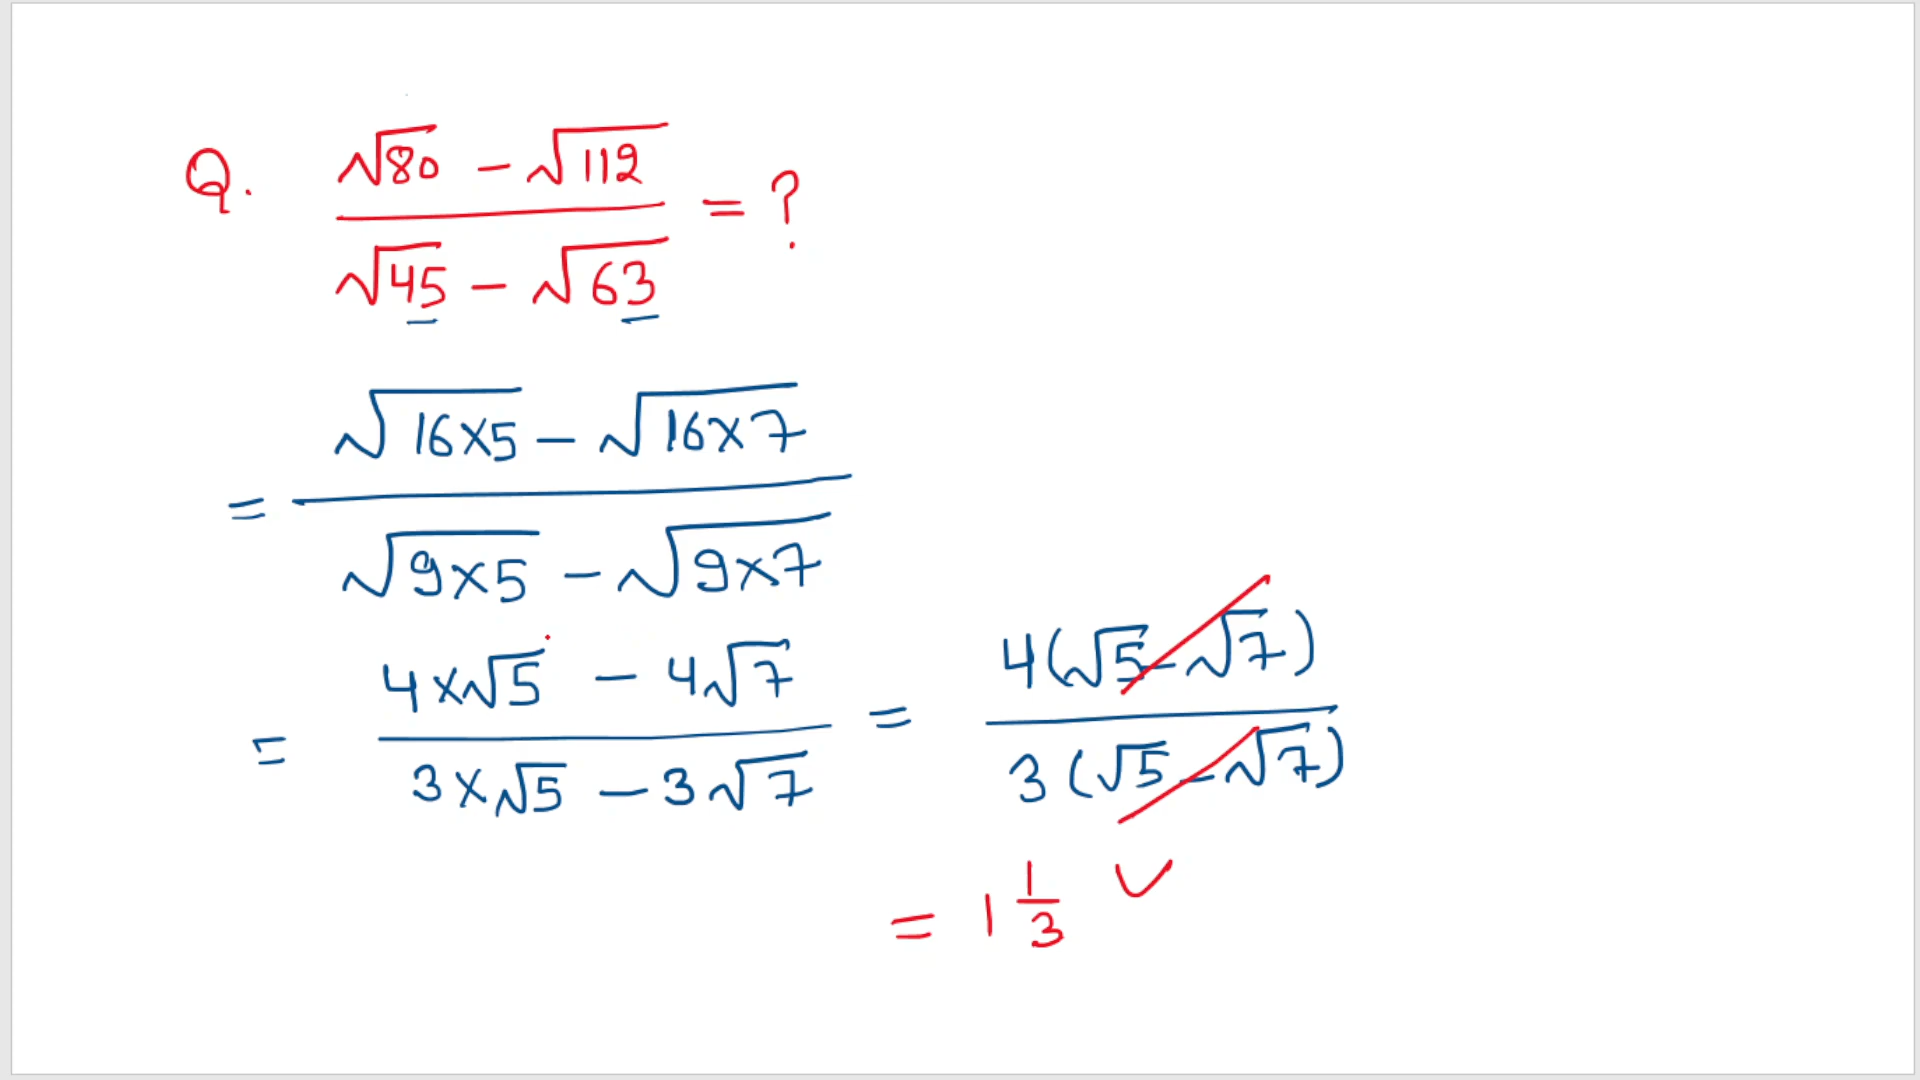 Q. (√80 - √112) / (√45 - √63) = ?
= (√(16×5) - √(16×7)) / (√(9×5) - √(9×7))
= (4×√5 - 4√7) / (3×√5 - 3√7) = 4(√5-√7) / 3(√5-√7)
= 1 1/3 ✓